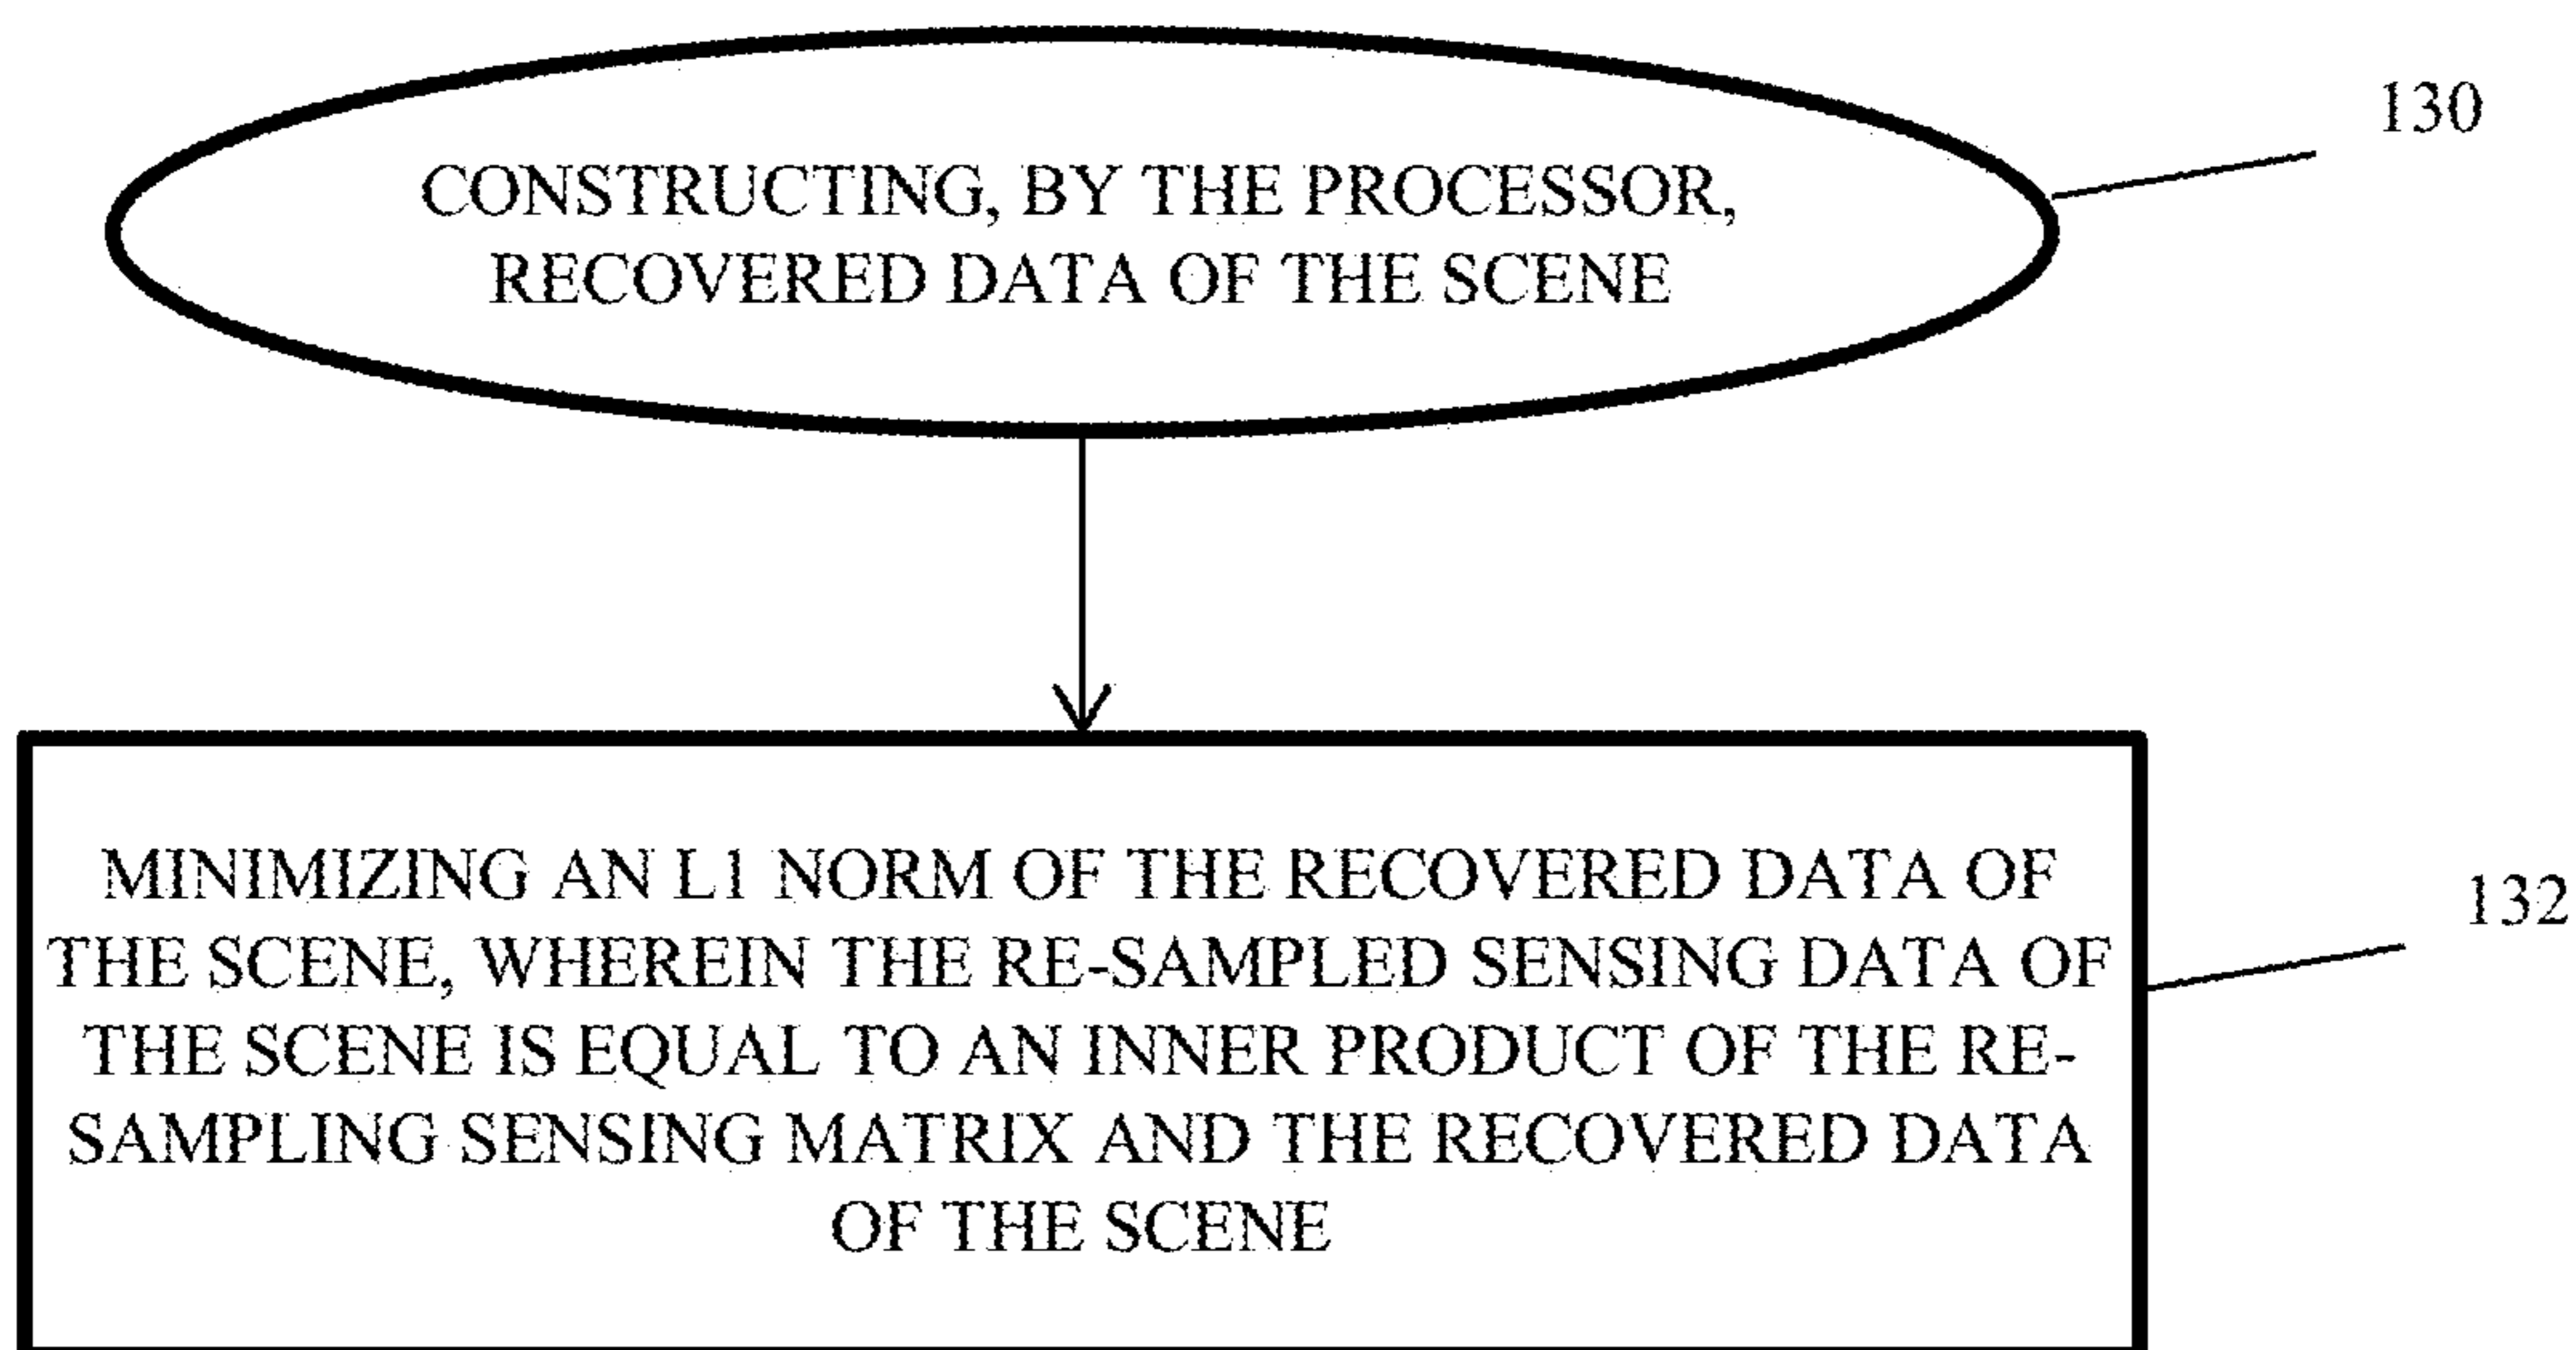 130
CONSTRUCTING, BY THE PROCESSOR,
RECOVERED DATA OF THE SCENE
MINIMIZING AN L1 NORM OF THE RECOVERED DATA OF
THE SCENE, WHEREIN THE RE-SAMPLED SENSING DATA OF
THE SCENE IS EQUAL TO AN INNER PRODUCT OF THE RE-
SAMPLING SENSING MATRIX AND THE RECOVERED DATA
OF THE SCENE
132